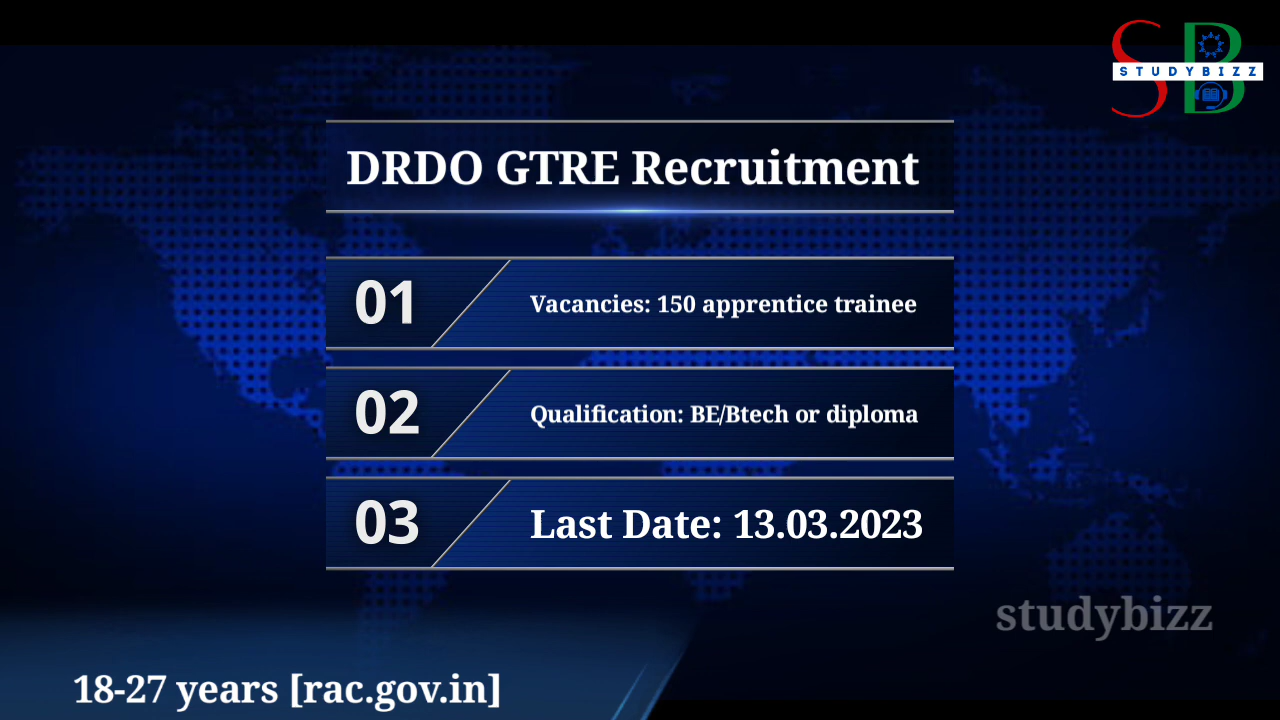 SB
STUDYBIZZ
DRDO GTRE Recruitment
01 Vacancies: 150 apprentice trainee
02 Qualification: BE/Btech or diploma
03 Last Date: 13.03.2023
studybizz
18-27 years [rac.gov.in]